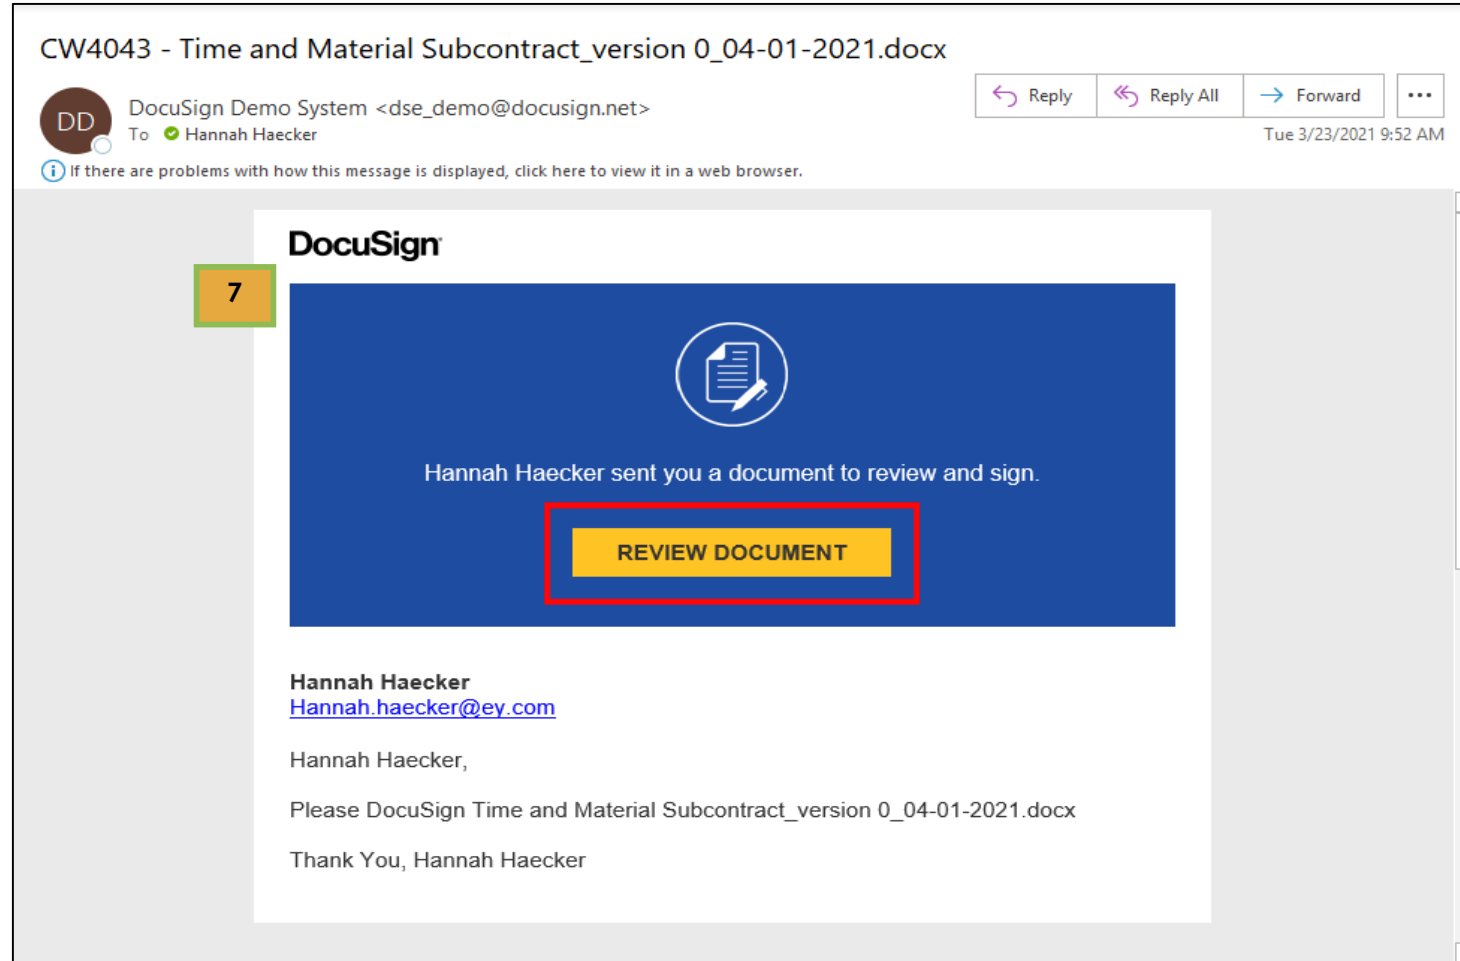 CW4043 - Time and Material Subcontract_version 0_04-01-2021.docx
DD
DocuSign Demo System <dse_demo@docusign.net>
To Hannah Haecker
Reply
Reply All
Forward
Tue 3/23/2021 9:52 AM
If there are problems with how this message is displayed, click here to view it in a web browser.
DocuSign
7
Hannah Haecker sent you a document to review and sign.
REVIEW DOCUMENT
Hannah Haecker
Hannah.haecker@ey.com
Hannah Haecker,
Please DocuSign Time and Material Subcontract_version 0_04-01-2021.docx
Thank You, Hannah Haecker